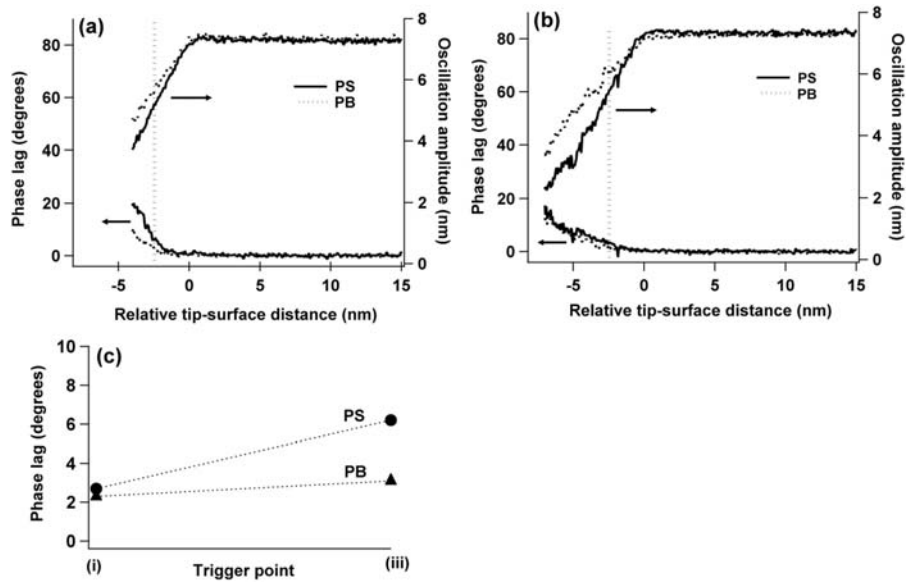 (a)
80
60
40
20
0
Phase lag (degrees)
8
6
4
2
0
Oscillation amplitude (nm)
PS
PB
-5 0 5 10 15
Relative tip-surface distance (nm)
(b)
80
60
40
20
0
Phase lag (degrees)
8
6
4
2
0
Oscillation amplitude (nm)
PS
PB
-5 0 5 10 15
Relative tip-surface distance (nm)
(c)
10
8
6
4
2
0
Phase lag (degrees)
PS
PB
(i) (iii)
Trigger point